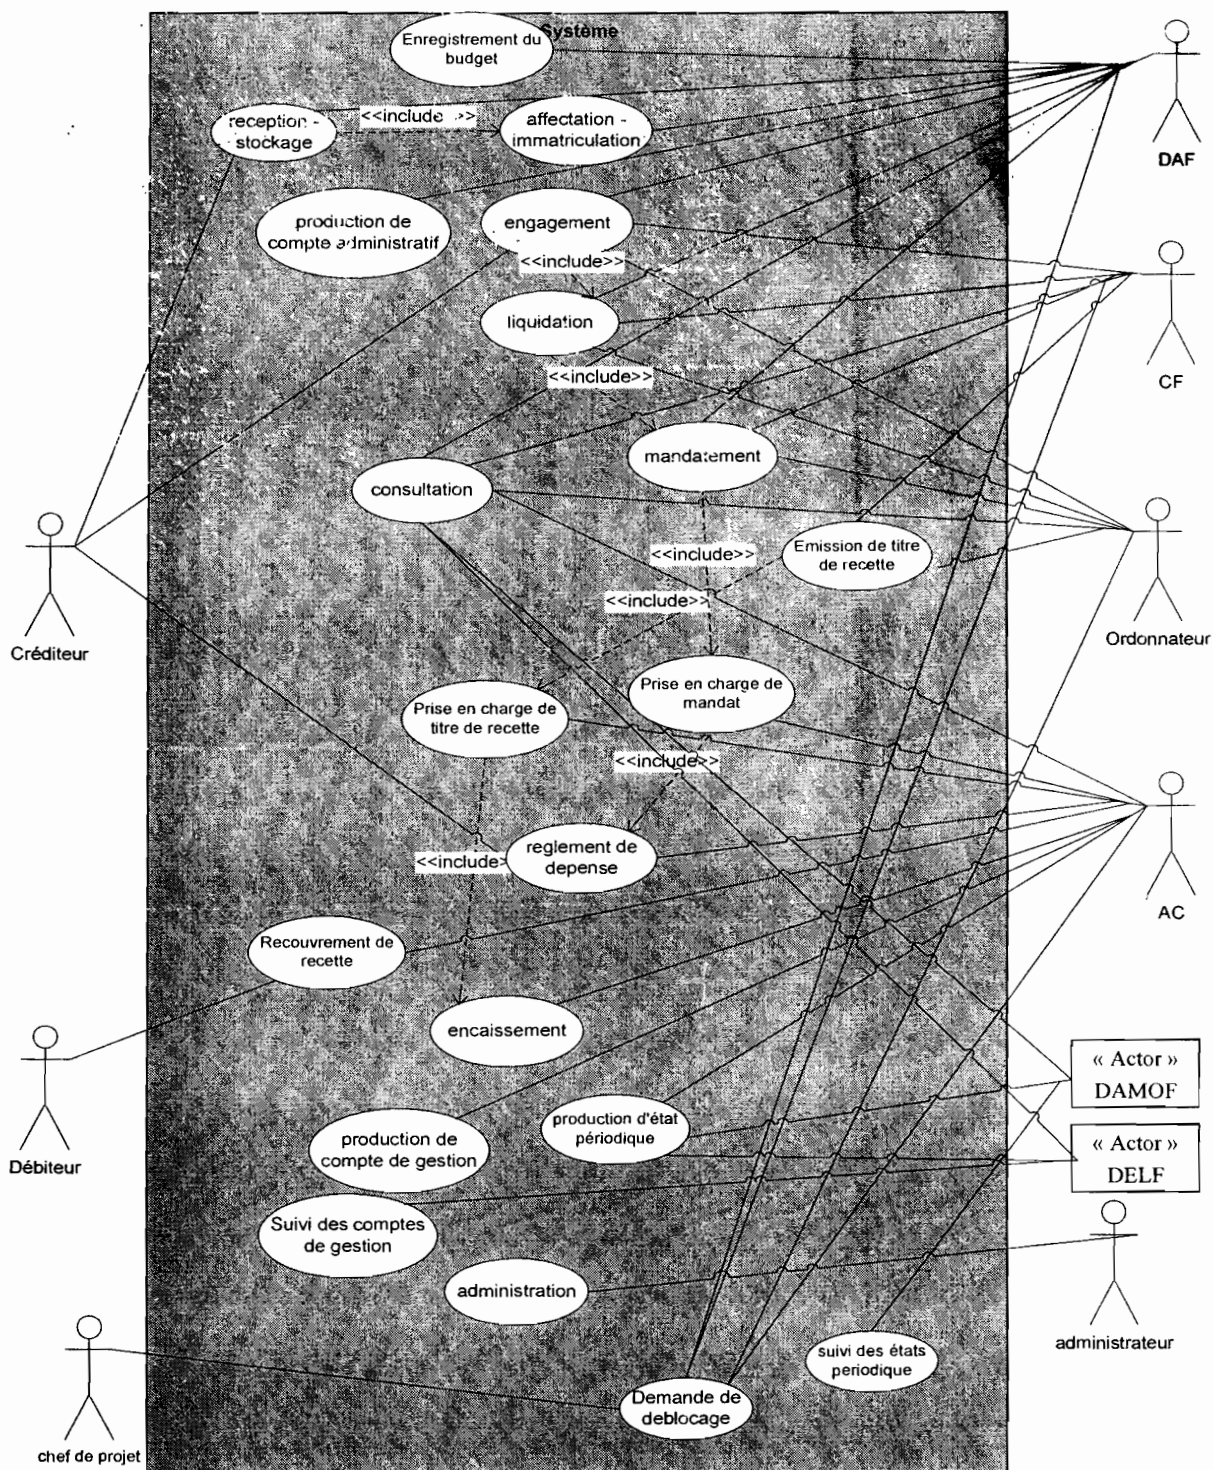 Système
Enregistrement du
budget
DAF
reception -
stockage
<<include >>
affectation -
immatriculation
production de
compte administratif
engagement
<<include>>
CF
liquidation
<<include>>
mandatement
consultation
Créditeur
Ordonnateur
<<include>>
Emission de titre
de recette
<<include>>
Prise en charge de
titre de recette
Prise en charge de
mandat
<<include>>
AC
reglement de
depense
<<include>
Recouvrement de
recette
encaissement
Débiteur
« Actor »
DAMOF
production d'état
périodique
production de
compte de gestion
« Actor »
DELF
Suivi des comptes
de gestion
administration
administrateur
suivi des états
periodique
Demande de
deblocage
chef de projet